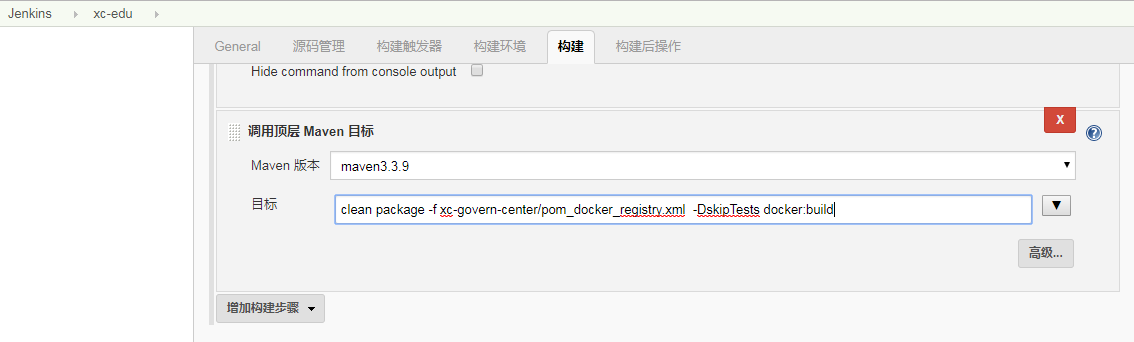 Jenkins xc-edu
General 源码管理 构建触发器 构建环境 构建 构建后操作
Hide command from console output
X
调用顶层 Maven 目标
Maven 版本 maven3.3.9
目标 clean package -f xc-govern-center/pom_docker_registry.xml -DskipTests docker:build
高级...
增加构建步骤